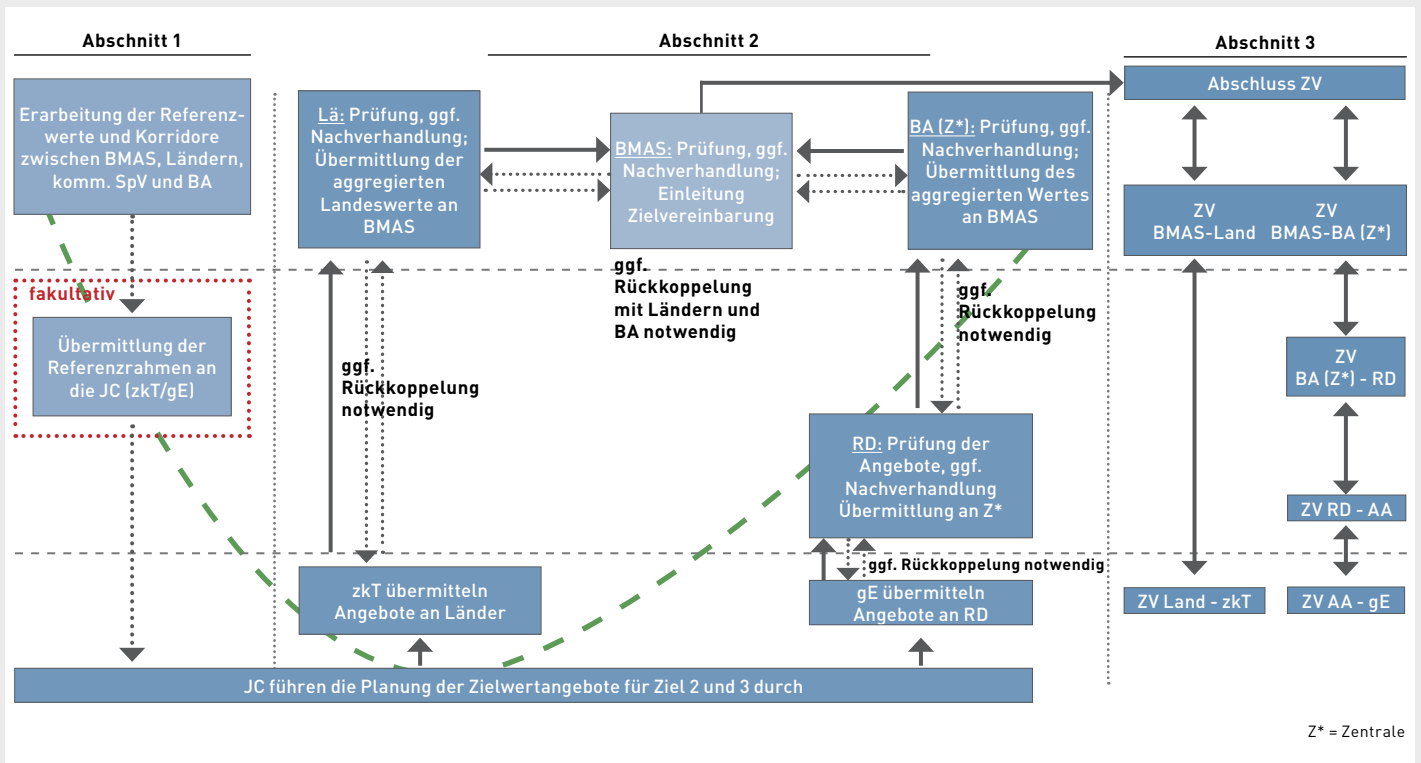 Abschnitt 1
Erarbeitung der Referenz-
werte und Korridore
zwischen BMAS, Ländern,
komm. SpV und BA
fakultativ
Übermittlung der
Referenzrahmen an
die JC (zkT/gE)
Abschnitt 2
Lä: Prüfung, ggf.
Nachverhandlung;
Übermittlung der
aggregierten
Landeswerte an
BMAS
BMAS: Prüfung, ggf.
Nachverhandlung;
Einleitung
Zielvereinbarung
BA (Z*): Prüfung, ggf.
Nachverhandlung;
Übermittlung des
aggregierten Wertes
an BMAS
ggf.
Rückkoppelung
notwendig
ggf.
Rückkoppelung
mit Ländern und
BA notwendig
ggf.
Rückkoppelung
notwendig
RD: Prüfung der
Angebote, ggf.
Nachverhandlung
Übermittlung an Z*
ggf. Rückkoppelung notwendig
zkT übermitteln
Angebote an Länder
gE übermitteln
Angebote an RD
JC führen die Planung der Zielwertangebote für Ziel 2 und 3 durch
Abschnitt 3
Abschluss ZV
ZV
BMAS-Land
ZV
BMAS-BA (Z*)
ZV
BA (Z*) - RD
ZV RD - AA
ZV Land - zkT
ZV AA - gE
Z* = Zentrale